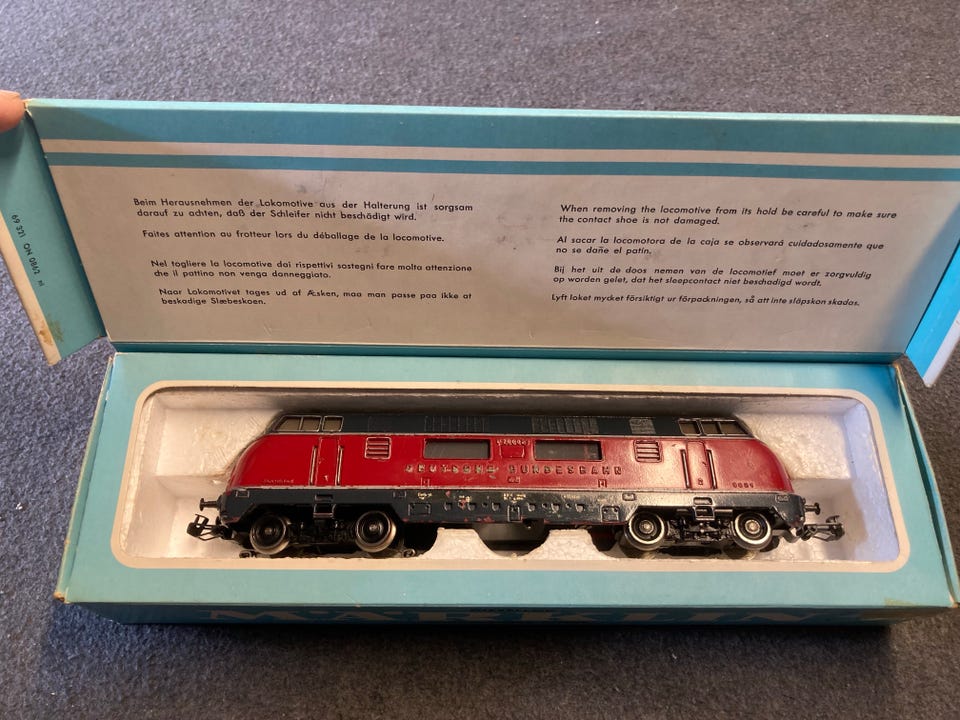 Beim Herausnehmen der Lokomotive aus der Halterung ist sorgsam
darauf zu achten, daß der Schleifer nicht beschädigt wird.
Faites attention au frotteur lors du déballage de la locomotive.
Nel togliere la locomotive dai rispettivi sostegni fare molta attenzione
che il pattino non venga danneggiato.
Naar Lokomotivet tages ud af Æsken, maa man passe paa ikke at
beskadige Slæbeskoen.
When removing the locomotive from its hold be careful to make sure
the contact shoe is not damaged.
Al sacar la locomotora de la caja se observará cuidadosamente que
no se dañe el patín.
Bij het uit de doos nemen van de locomotief moet er zorgvuldig
op worden gelet, dat het sleepcontact niet beschadigd wordt.
Lyft loket mycket försiktigt ur förpackningen, så att inte släpskon skadas.
69 321 ON 0862 ni
DEUTSCHE BUNDESBAHN
MÄRKLIN